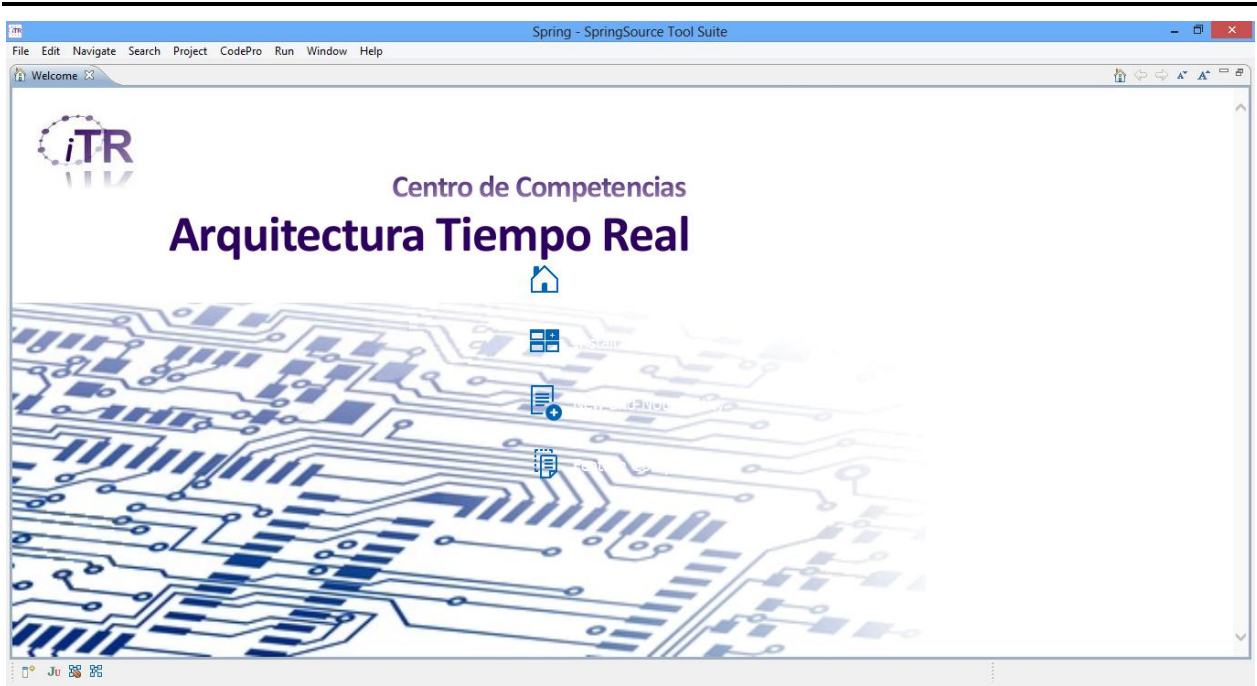 iTR
Spring - SpringSource Tool Suite
File Edit Navigate Search Project CodePro Run Window Help
Welcome
iTR
Centro de Competencias
Arquitectura Tiempo Real
Ju